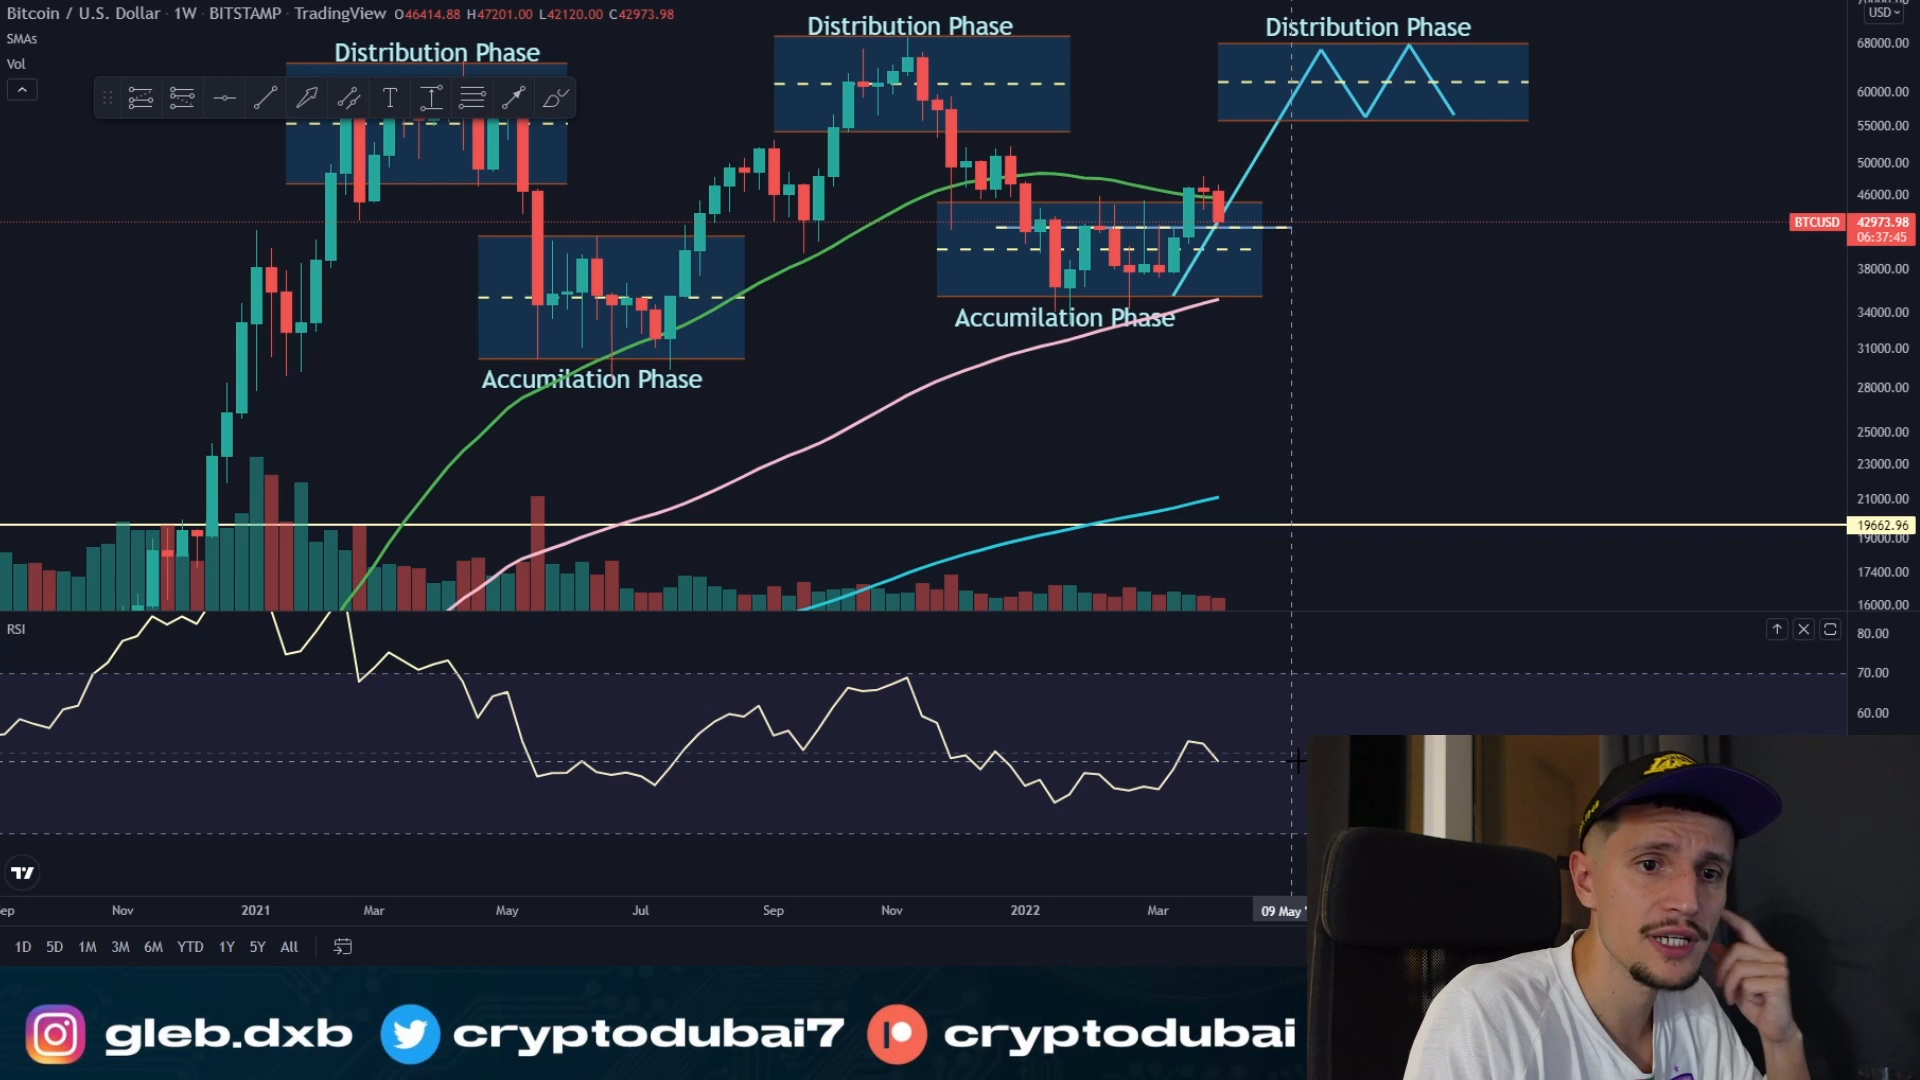 Bitcoin / U.S. Dollar · 1W · BITSTAMP · TradingView O46414.88 H47201.00 L42120.00 C42973.98
SMAs
Vol
Distribution Phase
Distribution Phase
Distribution Phase
Accumilation Phase
Accumilation Phase
USD
68000.00
60000.00
55000.00
50000.00
46000.00
BTCUSD 42973.98
06:37:45
38000.00
34000.00
31000.00
28000.00
25000.00
23000.00
21000.00
19662.96
19000.00
17400.00
16000.00
RSI
80.00
70.00
60.00
ep Nov 2021 Mar May Jul Sep Nov 2022 Mar 09 May '
1D 5D 1M 3M 6M YTD 1Y 5Y All
gleb.dxb cryptodubai7 cryptodubai